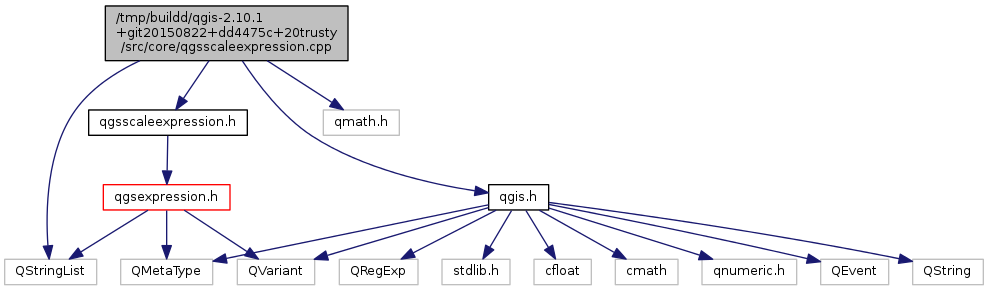 /tmp/buildd/qgis-2.10.1
+git20150822+dd4475c+20trusty
/src/core/qgsscaleexpression.cpp
qgsscaleexpression.h
qmath.h
qgsexpression.h
qgis.h
QStringList
QMetaType
QVariant
QRegExp
stdlib.h
cfloat
cmath
qnumeric.h
QEvent
QString